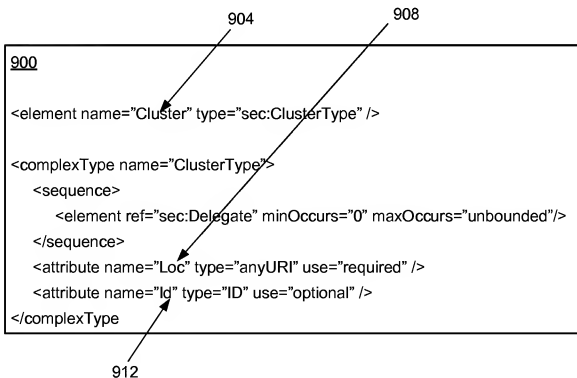 904
908
900
<element name=”Cluster” type=”sec:ClusterType” />
<complexType name=”ClusterType”>
<sequence>
<element ref=”sec:Delegate” minOccurs=”0” maxOccurs=”unbounded”/>
</sequence>
<attribute name=”Loc” type=”anyURI” use=”required” />
<attribute name=”Id” type=”ID” use=”optional” />
</complexType
912